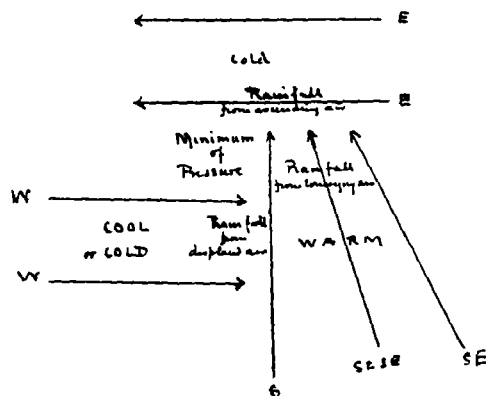 E
Cold
Rainfall
from ascending air
E
Minimum
of
Pressure
Rainfall
from converging air
W
COOL
or COLD
Rainfall
from
displaced air
WARM
W
SESE
SE
S